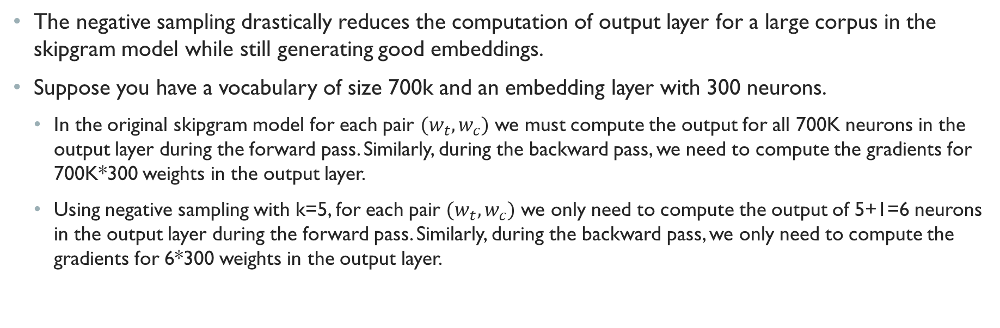 • The negative sampling drastically reduces the computation of output layer for a large corpus in the
skipgram model while still generating good embeddings.
• Suppose you have a vocabulary of size 700k and an embedding layer with 300 neurons.
• In the original skipgram model for each pair (wₜ, w꜀) we must compute the output for all 700K neurons in the
output layer during the forward pass. Similarly, during the backward pass, we need to compute the gradients for
700K*300 weights in the output layer.
• Using negative sampling with k=5, for each pair (wₜ, w꜀) we only need to compute the output of 5+1=6 neurons
in the output layer during the forward pass. Similarly, during the backward pass, we only need to compute the
gradients for 6*300 weights in the output layer.